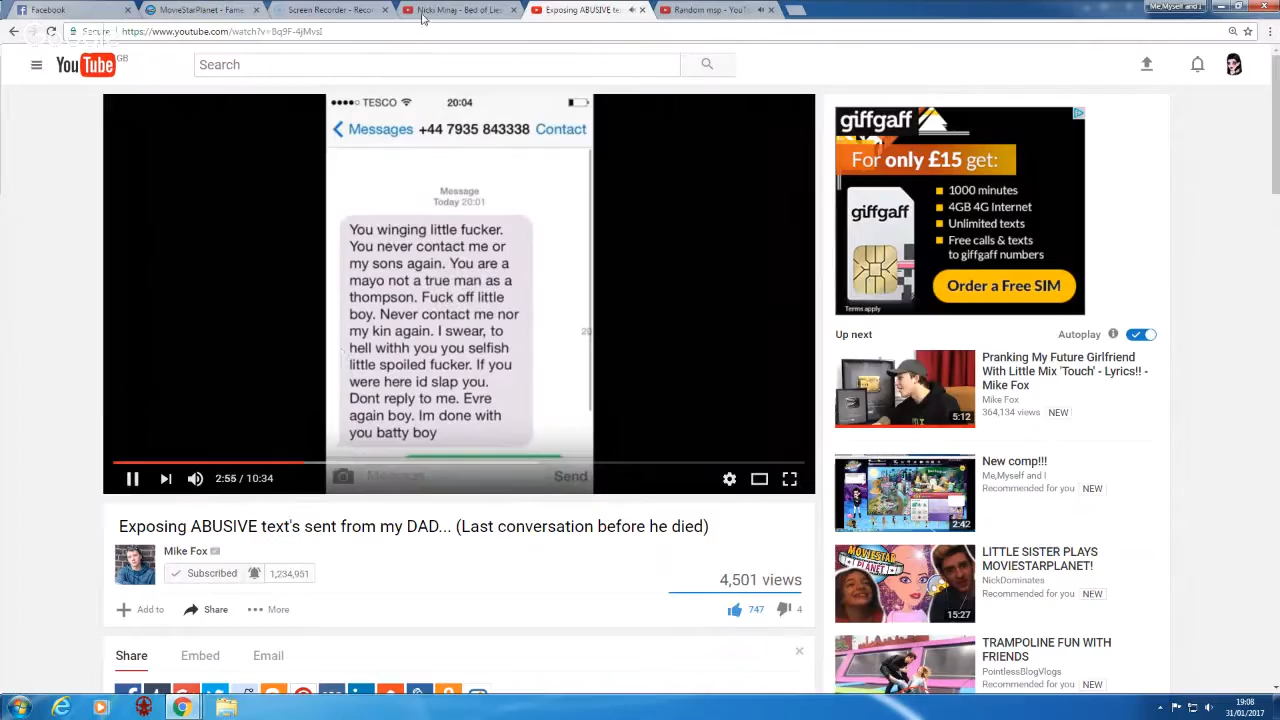 Facebook
MovieStarPlanet - Fame
Screen Recorder - Recor
Nicki Minaj - Bed of Lie
Exposing ABUSIVE te
Random msp - YouT
Me,Myself and I
Secure
https://www.youtube.com/watch?v=Bq9F-4jMvsI
YouTube GB
Search
TESCO 20:04
Messages +44 7935 843338 Contact
Message
Today 20:01
You winging little fucker.
You never contact me or
my sons again. You are a
mayo not a true man as a
thompson. Fuck off little
boy. Never contact me nor
my kin again. I swear, to
hell withh you you selfish
little spoiled fucker. If you
were here id slap you.
Dont reply to me. Evre
again boy. Im done with
you batty boy
20
Send
2:55 / 10:34
giffgaff
For only £15 get:
1000 minutes
4GB 4G Internet
Unlimited texts
Free calls & texts
to giffgaff numbers
giffgaff
Order a Free SIM
Terms apply
Up next
Autoplay
Pranking My Future Girlfriend
With Little Mix 'Touch' - Lyrics!! -
Mike Fox
Mike Fox
364,134 views NEW
5:12
New comp!!!
Me,Myself and I
Recommended for you NEW
2:42
LITTLE SISTER PLAYS
MOVIESTARPLANET!
NickDominates
Recommended for you NEW
MOVIESTAR
PLANET
15:27
TRAMPOLINE FUN WITH
FRIENDS
PointlessBlogVlogs
Recommended for you NEW
Exposing ABUSIVE text's sent from my DAD... (Last conversation before he died)
Mike Fox
Subscribed 1,234,951
4,501 views
Add to Share More
747 4
Share Embed Email
19:08
31/01/2017